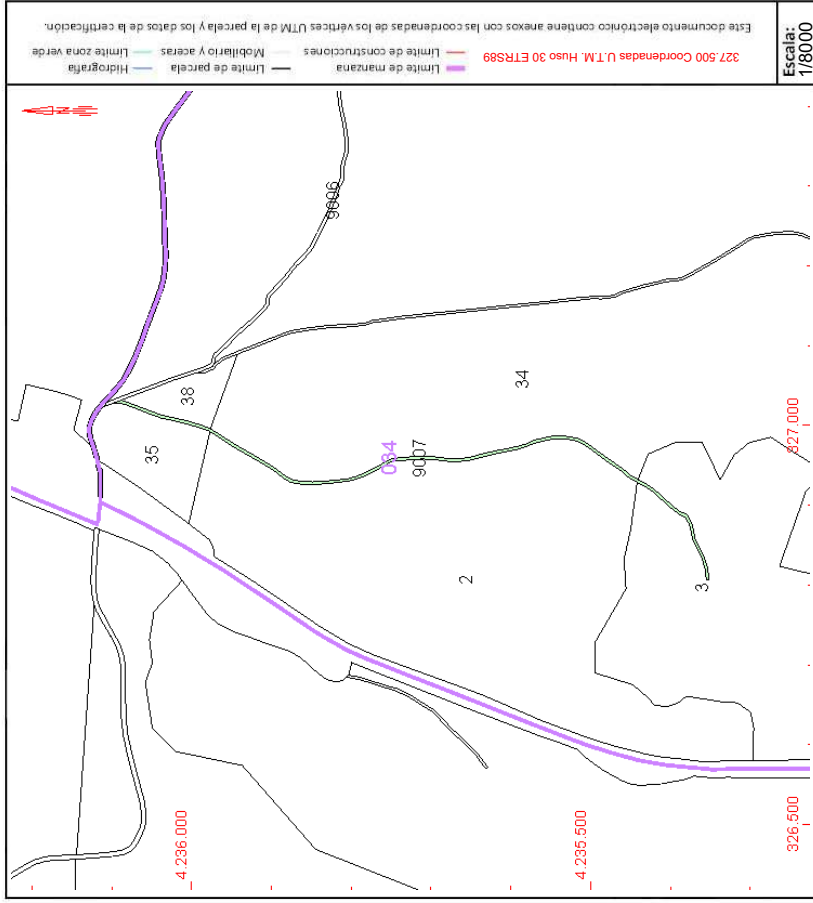 Este documento electrónico contiene anexos con las coordenadas de los vértices UTM de la parcela y los datos de la certificación.
327.500 Coordenadas U.T.M. Huso 30 ETRS89
Límite de manzana
Límite de construcciones
Límite de parcela
Mobiliario y aceras
Hidrografía
Límite zona verde
Escala:
1/8000
N
9006
38
35
34
034
9007
2
3
4.236.000
4.235.500
327.000
326.500